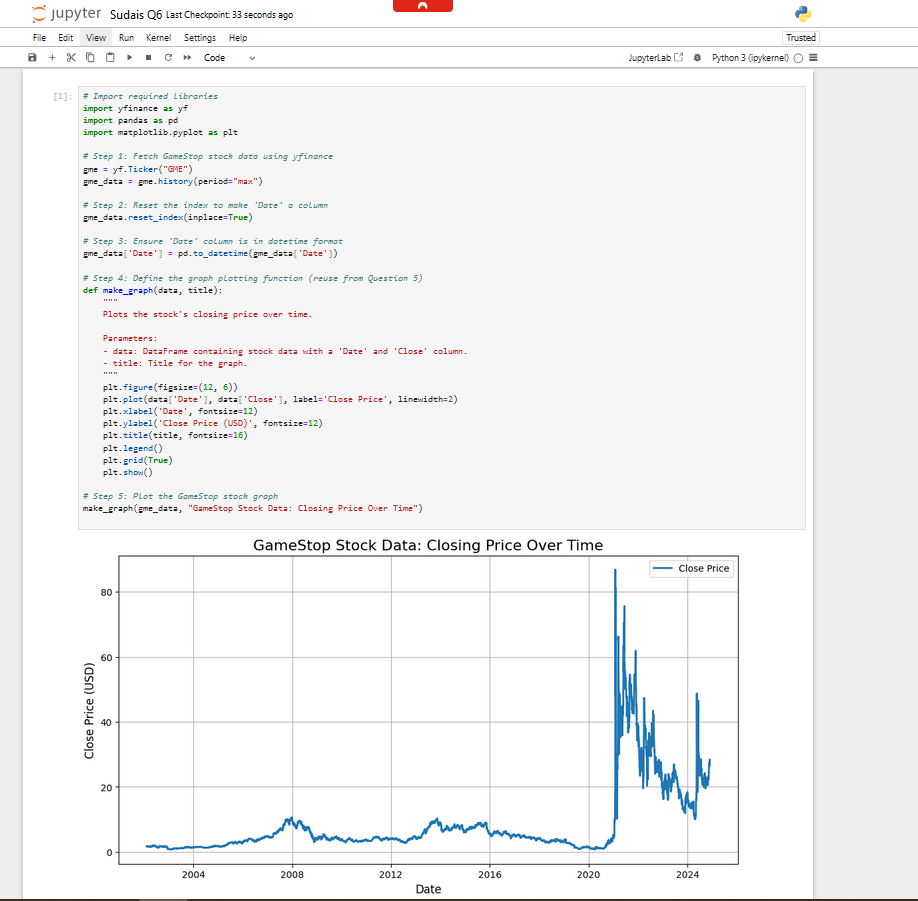 jupyter Sudais Q6 Last Checkpoint: 33 seconds ago
File Edit View Run Kernel Settings Help
Trusted
Code
JupyterLab Python 3 (ipykernel)
[1]: # Import required libraries
import yfinance as yf
import pandas as pd
import matplotlib.pyplot as plt
# Step 1: Fetch GameStop stock data using yfinance
gme = yf.Ticker("GME")
gme_data = gme.history(period="max")
# Step 2: Reset the index to make 'Date' a column
gme_data.reset_index(inplace=True)
# Step 3: Ensure 'Date' column is in datetime format
gme_data['Date'] = pd.to_datetime(gme_data['Date'])
# Step 4: Define the graph plotting function (reuse from Question 5)
def make_graph(data, title):
"""
Plots the stock's closing price over time.
Parameters:
- data: DataFrame containing stock data with a 'Date' and 'Close' column.
- title: Title for the graph.
"""
plt.figure(figsize=(12, 6))
plt.plot(data['Date'], data['Close'], label='Close Price', linewidth=2)
plt.xlabel('Date', fontsize=12)
plt.ylabel('Close Price (USD)', fontsize=12)
plt.title(title, fontsize=16)
plt.legend()
plt.grid(True)
plt.show()
# Step 5: Plot the GameStop stock graph
make_graph(gme_data, "GameStop Stock Data: Closing Price Over Time")
GameStop Stock Data: Closing Price Over Time
Close Price
80
60
40
20
0
Close Price (USD)
2004 2008 2012 2016 2020 2024
Date